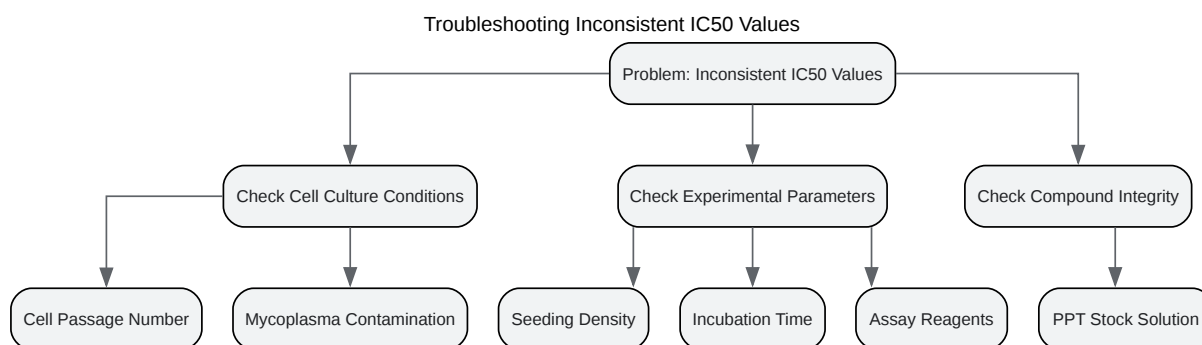 Troubleshooting Inconsistent IC50 Values
Problem: Inconsistent IC50 Values
Check Cell Culture Conditions
Check Experimental Parameters
Check Compound Integrity
Cell Passage Number
Mycoplasma Contamination
Seeding Density
Incubation Time
Assay Reagents
PPT Stock Solution